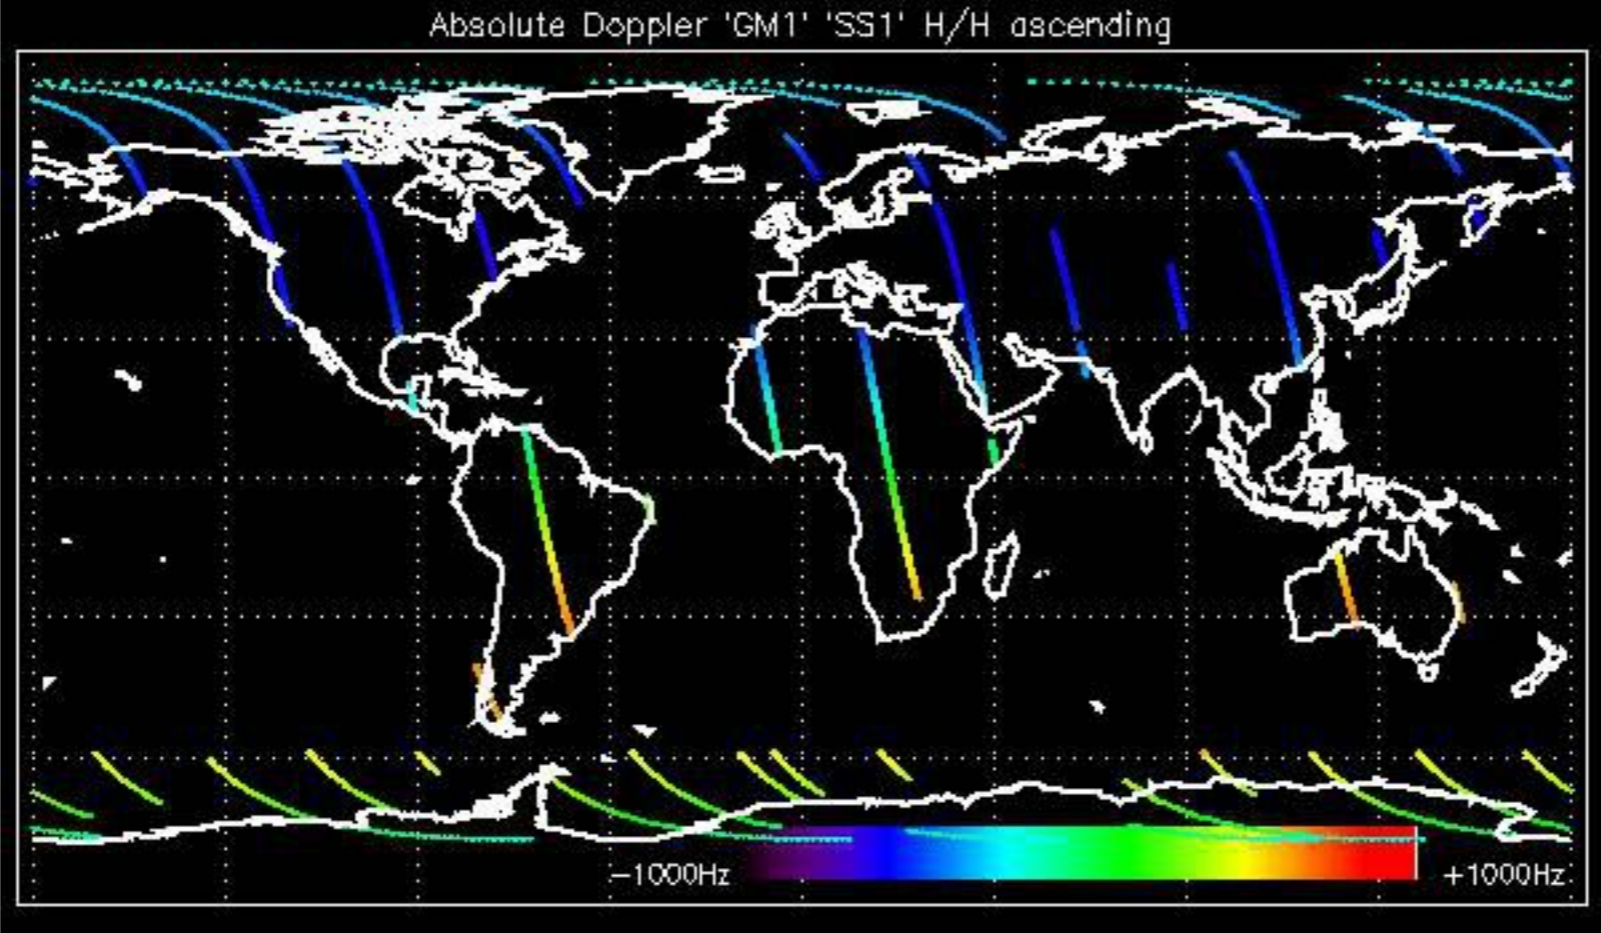 Absolute Doppler 'GM1' 'SS1' H/H ascending
−1000Hz +1000Hz